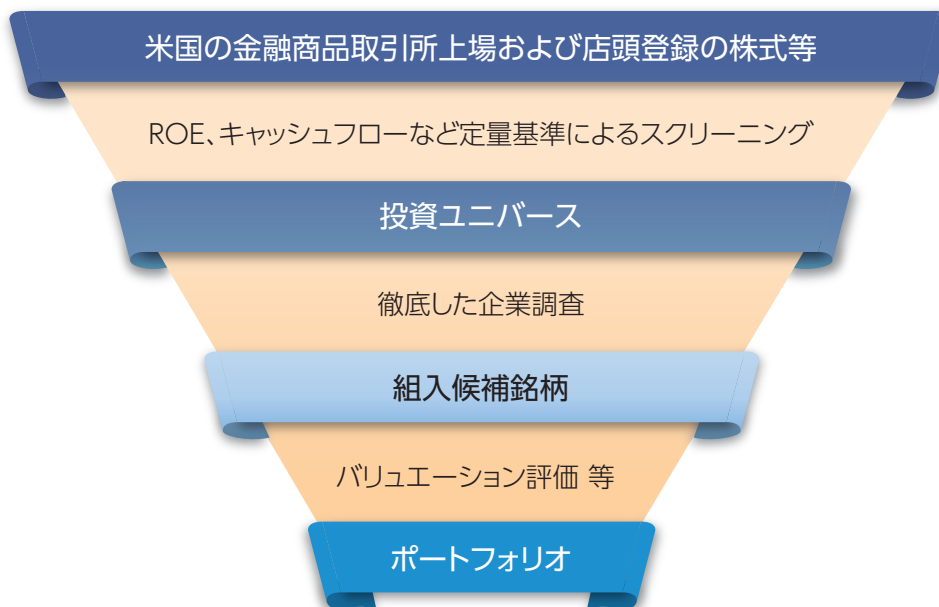 米国の金融商品取引所上場および店頭登録の株式等
ROE、キャッシュフローなど定量基準によるスクリーニング
投資ユニバース
徹底した企業調査
組入候補銘柄
バリュエーション評価 等
ポートフォリオ